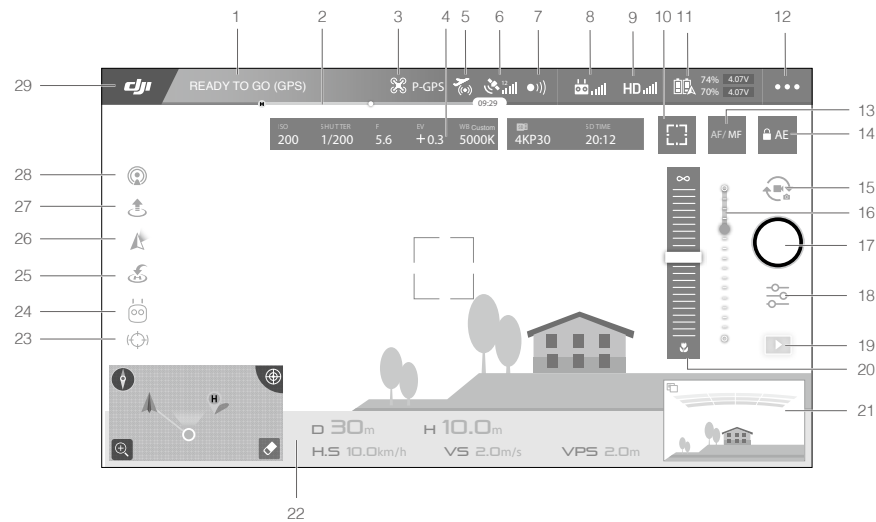 1 2 3 4 5 6 7 8 9 10 11 12
29 dji READY TO GO (GPS) P-GPS 12 HD 74% 4.07V
70% 4.07V
H 09:29
ISO SHUTTER F EV WB Custom SD TIME
200 1/200 5.6 +0.3 5000K 4KP30 20:12
AF/MF AE
13
14
28 15
27 16
26 17
25 18
24 19
23 20
21
H
D 30m H 10.0m
H.S 10.0km/h VS 2.0m/s VPS 2.0m
22